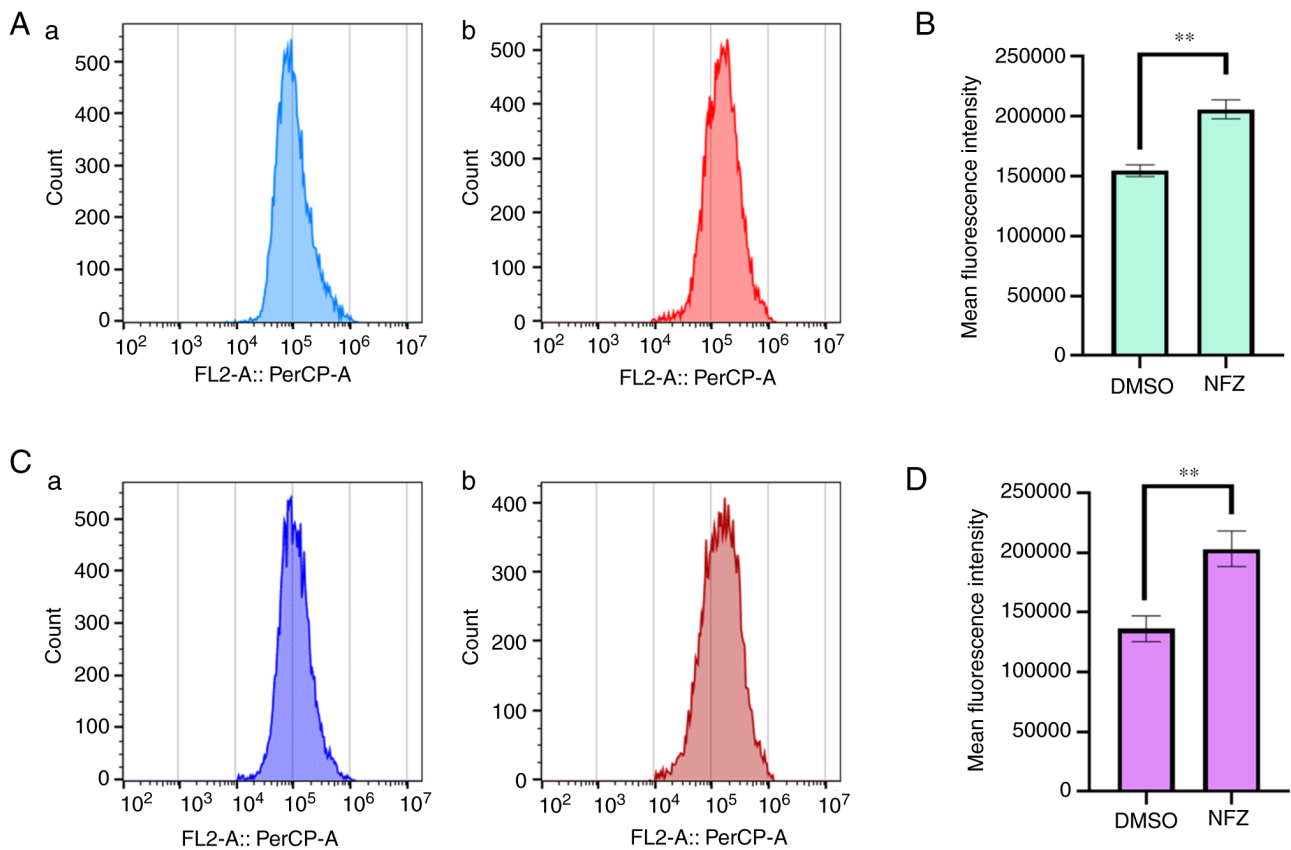 A
a
Count
500
400
300
200
100
0
10² 10³ 10⁴ 10⁵ 10⁶ 10⁷
FL2-A:: PerCP-A
b
Count
500
400
300
200
100
0
10² 10³ 10⁴ 10⁵ 10⁶ 10⁷
FL2-A:: PerCP-A
B
Mean fluorescence intensity
250000
200000
150000
100000
50000
0
**
DMSO NFZ
C
a
Count
500
400
300
200
100
0
10² 10³ 10⁴ 10⁵ 10⁶ 10⁷
FL2-A:: PerCP-A
b
Count
400
300
200
100
0
10² 10³ 10⁴ 10⁵ 10⁶ 10⁷
FL2-A:: PerCP-A
D
Mean fluorescence intensity
250000
200000
150000
100000
50000
0
**
DMSO NFZ